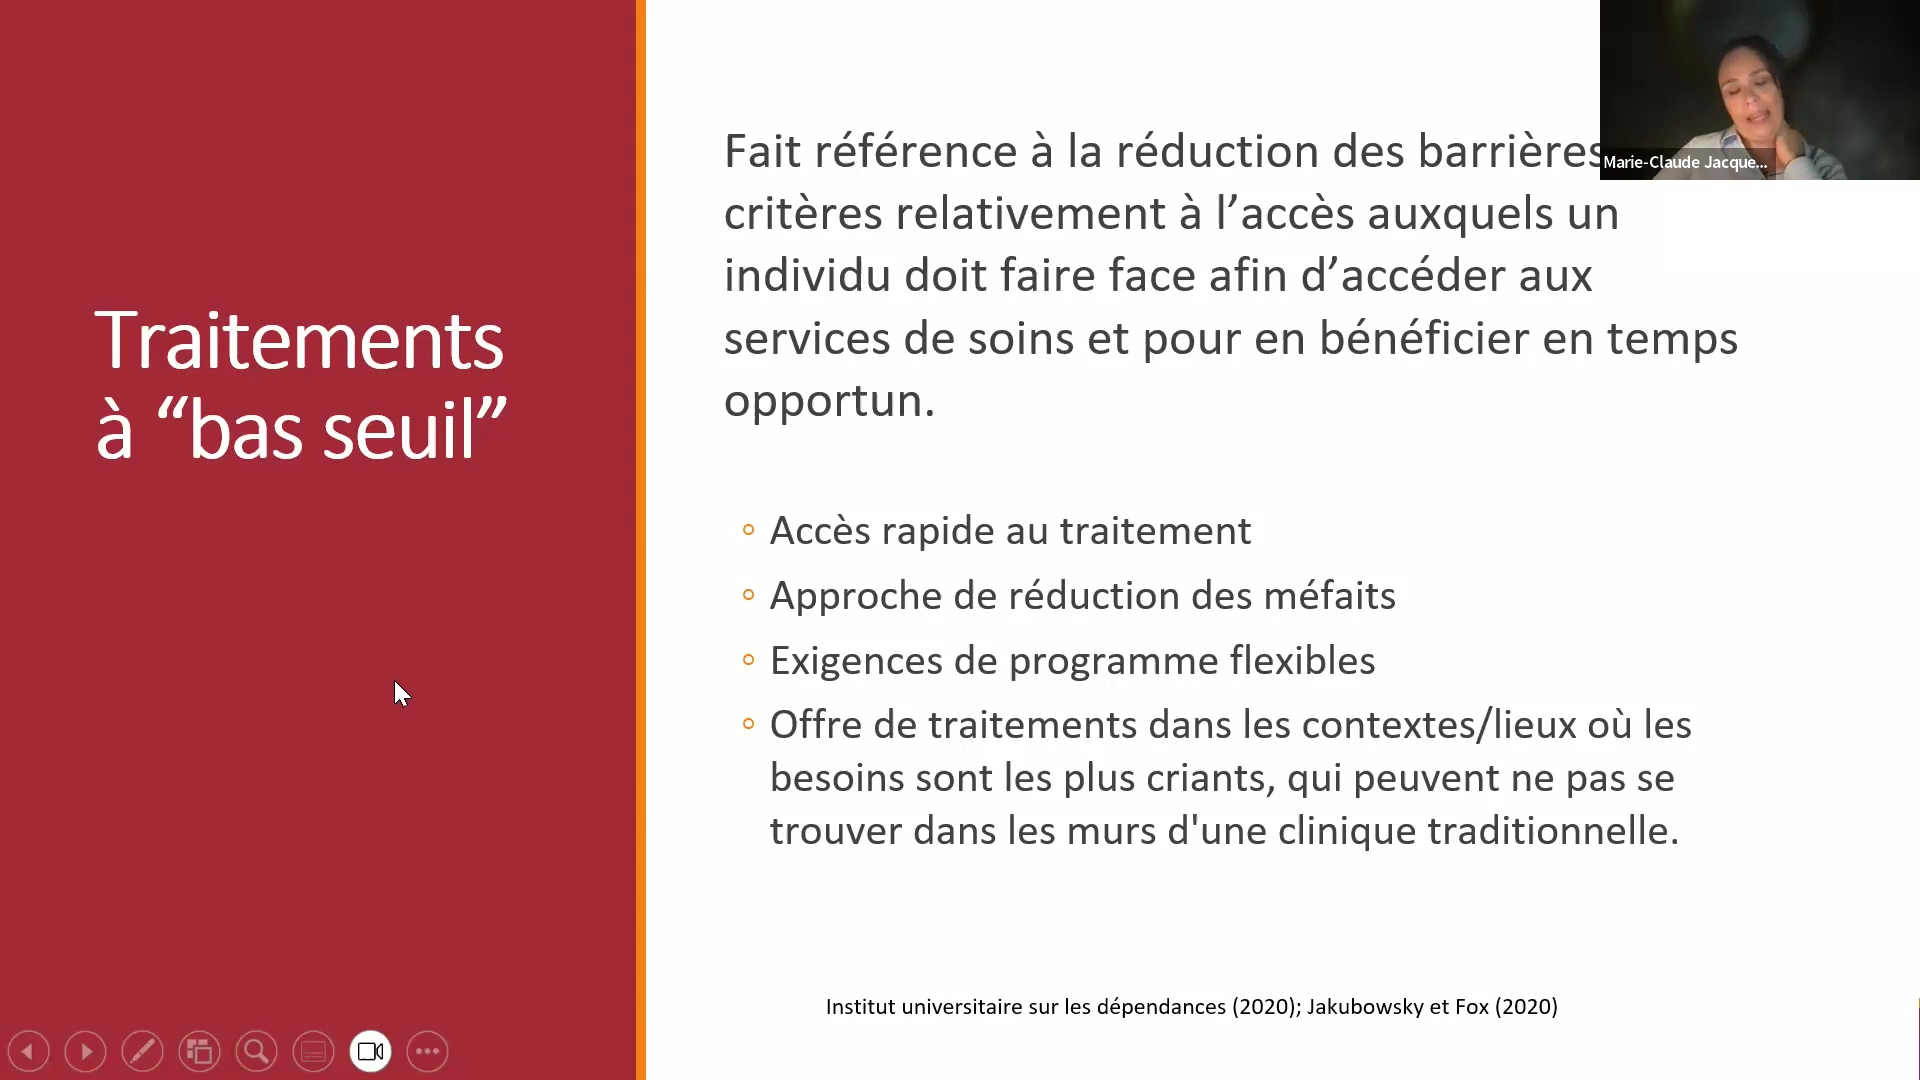 Traitements
à “bas seuil”
Fait référence à la réduction des barrières
critères relativement à l’accès auxquels un
individu doit faire face afin d’accéder aux
services de soins et pour en bénéficier en temps
opportun.
◦ Accès rapide au traitement
◦ Approche de réduction des méfaits
◦ Exigences de programme flexibles
◦ Offre de traitements dans les contextes/lieux où les
besoins sont les plus criants, qui peuvent ne pas se
trouver dans les murs d'une clinique traditionnelle.
Institut universitaire sur les dépendances (2020); Jakubowsky et Fox (2020)
Marie-Claude Jacque...